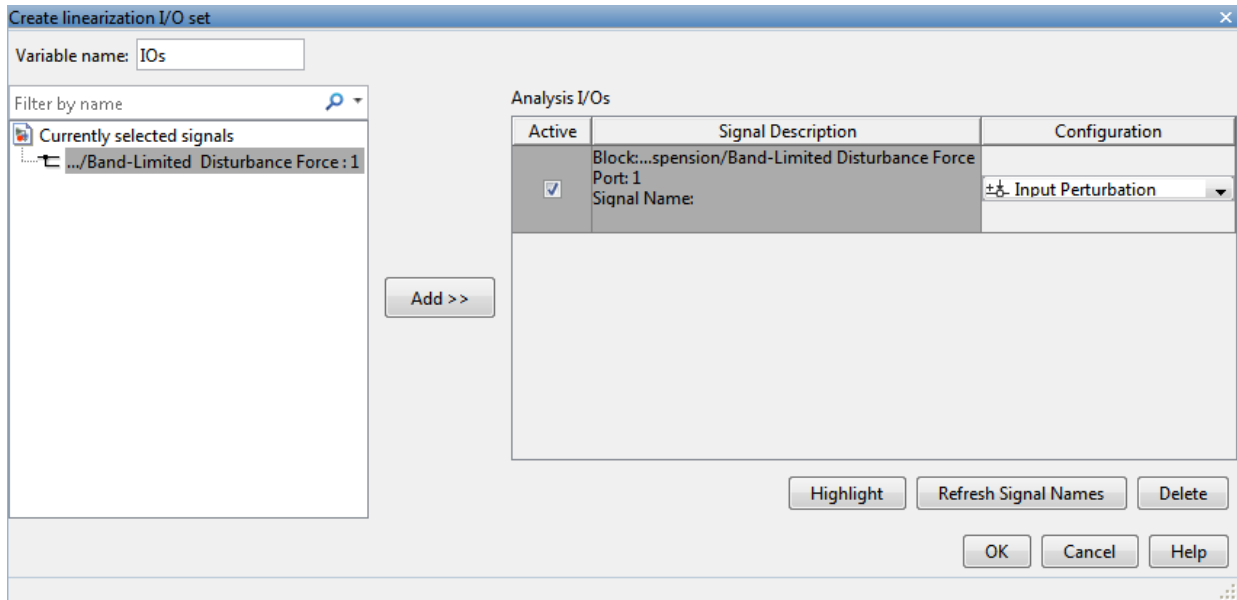 Create linearization I/O set
Variable name: IOs
Filter by name
Currently selected signals
.../Band-Limited  Disturbance Force : 1
Add >>
Analysis I/Os
Active Signal Description Configuration
Block:...spension/Band-Limited Disturbance Force
Port: 1
Signal Name:
Input Perturbation
Highlight Refresh Signal Names Delete
OK Cancel Help